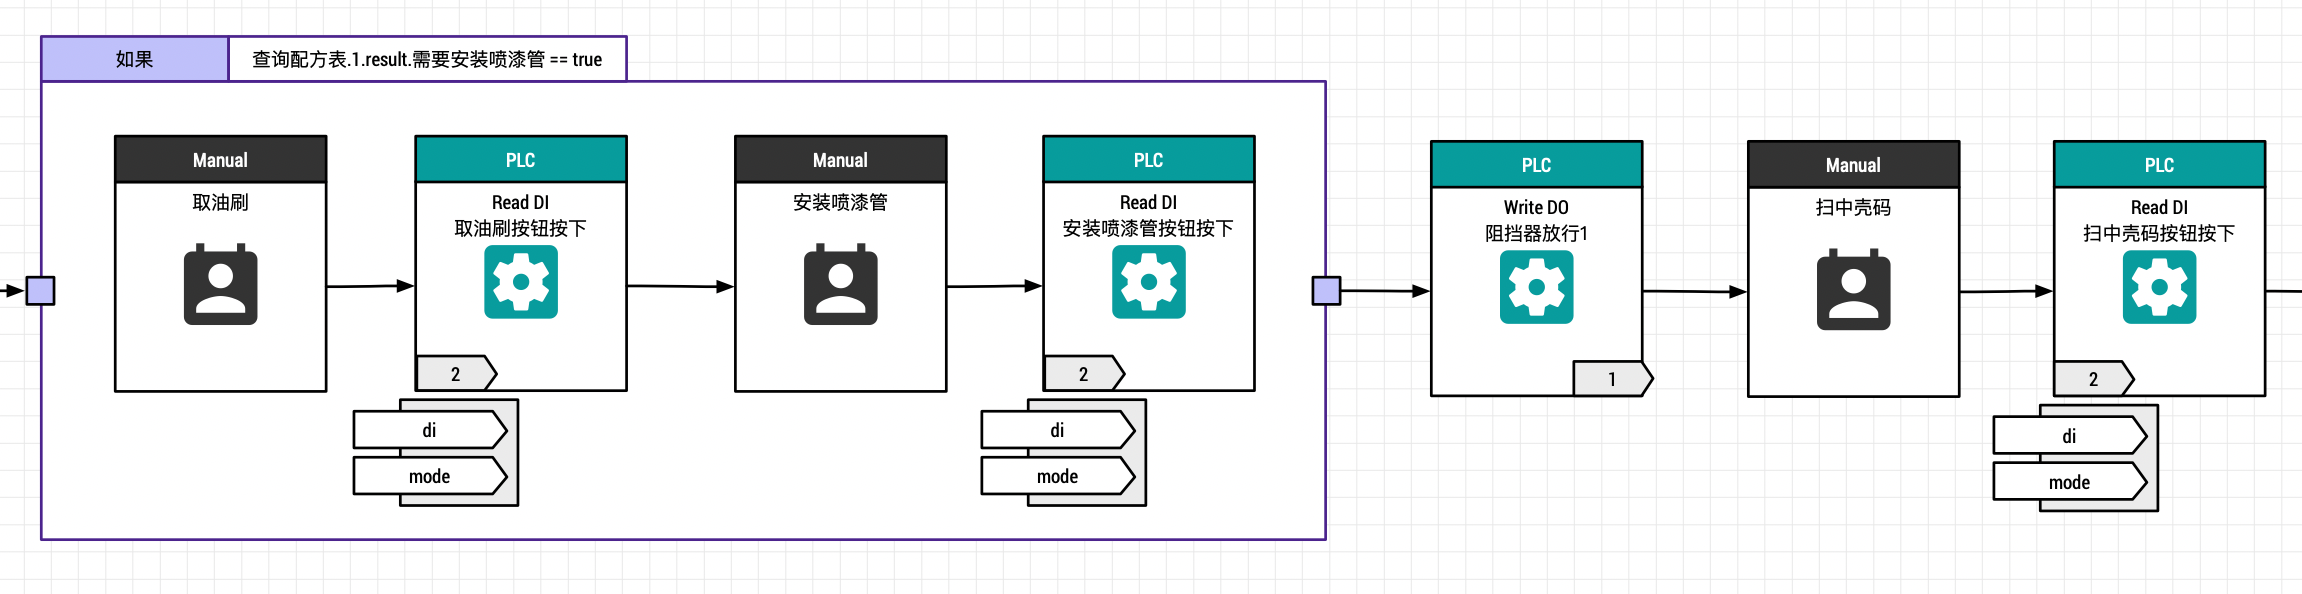 如果
查询配方表.1.result.需要安装喷漆管 == true
Manual
取油刷
PLC
Read DI
取油刷按钮按下
2
di
mode
Manual
安装喷漆管
PLC
Read DI
安装喷漆管按钮按下
2
di
mode
PLC
Write DO
阻挡器放行1
1
Manual
扫中壳码
PLC
Read DI
扫中壳码按钮按下
2
di
mode